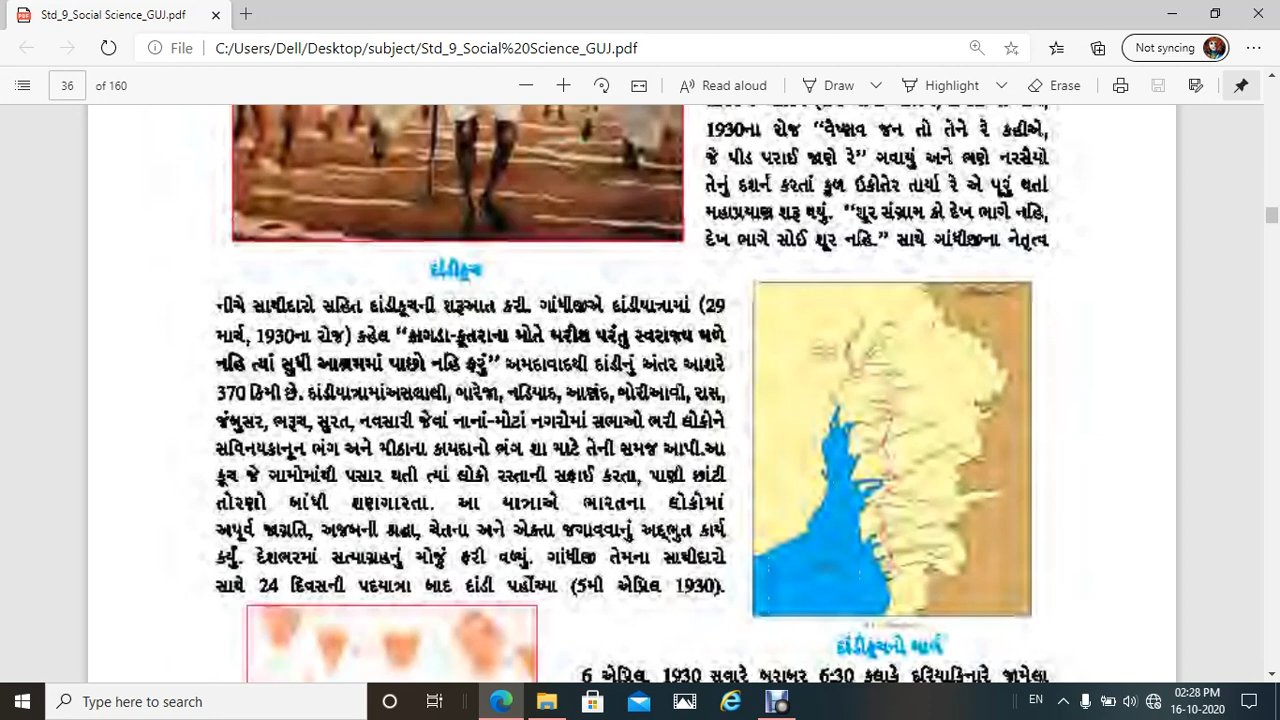 Std_9_Social Science_GUJ.pdf
File
C:/Users/Dell/Desktop/subject/Std_9_Social%20Science_GUJ.pdf
Not syncing
36 of 160
Read aloud
Draw
Highlight
Erase
1930ના રોજ “વૈષ્ણવ જન તો તેને રે કહીએ,
જે પીડ પરાઈ જાણે રે” ગવાયું અને ભણે નરસૈયો
તેનું દર્શન કરતાં કુળ ઇકોતેર તાર્યા રે એ પૂરું થતાં
મહાપ્રયાણ શરૂ થયું. “શૂર સંગ્રામ કો દેખ ભાગે નહિ,
દેખ ભાગે સોઈ શૂર નહિ.” સાથે ગાંધીજીના નેતૃત્વ
દાંડીકૂચ
નીચે સાથીદારો સહિત દાંડીકૂચની શરૂઆત કરી. ગાંધીજીએ દાંડીયાત્રામાં (29
માર્ચ, 1930ના રોજ) કહેલ “કાગડા-કૂતરાના મોતે મરીશ પરંતુ સ્વરાજ્ય મળે
નહિ ત્યાં સુધી આશ્રમમાં પાછો નહિ ફરું” અમદાવાદથી દાંડીનું અંતર આશરે
370 કિમી છે. દાંડીયાત્રામાંઅસલાલી, બારેજા, નડિયાદ, આણંદ, બોરીઆવી, રાસ,
જંબુસર, ભરૂચ, સુરત, નવસારી જેવાં નાનાં-મોટાં નગરોમાં સભાઓ ભરી લોકોને
સવિનયકાનૂન ભંગ અને મીઠાના કાયદાનો ભંગ શા માટે તેની સમજ આપી.આ
કૂચ જે ગામોમાંથી પસાર થતી ત્યાં લોકો રસ્તાની સફાઈ કરતા, પાણી છાંટી
તોરણો બાંધી શણગારતા. આ યાત્રાએ ભારતના લોકોમાં
અપૂર્વ જાગ્રતિ, અજબની શ્રદ્ધા, ચેતના અને એકતા જગાવવાનું અદ્ભુત કાર્ય
કર્યું. દેશભરમાં સત્યાગ્રહનું મોજું ફરી વળ્યું. ગાંધીજી તેમના સાથીદારો
સાથે 24 દિવસની પદયાત્રા બાદ દાંડી પહોંચ્યા (5મી એપ્રિલ 1930).
દાંડીકૂચનો માર્ગ
6 એપ્રિલ, 1930 સવારે બરાબર 6-30 કલાકે દરિયાકિનારે જામેલા
Type here to search
EN
02:28 PM
16-10-2020